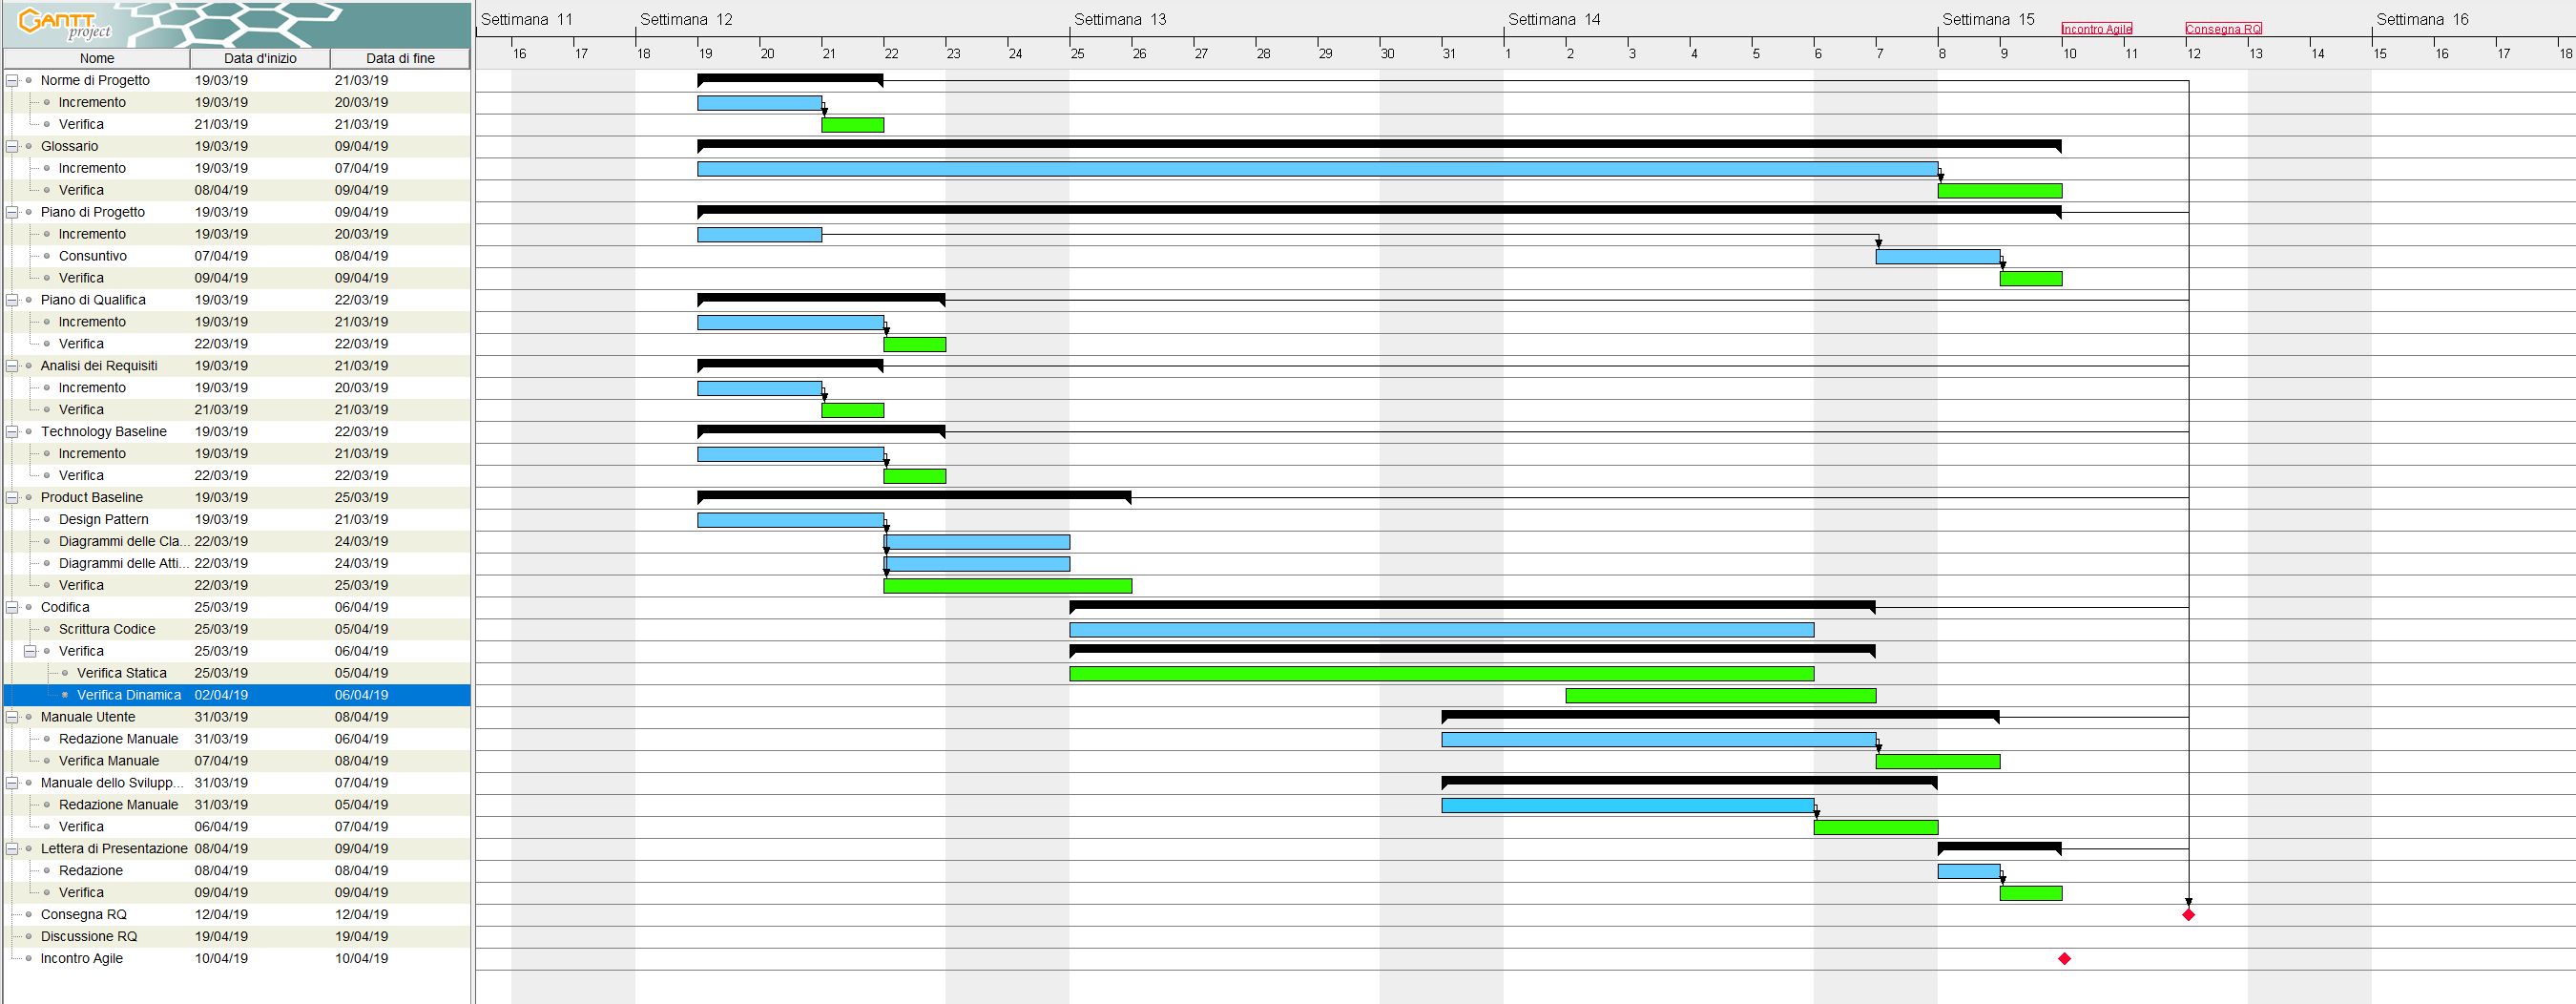 GANTT
project
Settimana 11 Settimana 12 Settimana 13 Settimana 14 Settimana 15 Settimana 16
Incontro Agile Consegna RQ
16 17 18 19 20 21 22 23 24 25 26 27 28 29 30 31 1 2 3 4 5 6 7 8 9 10 11 12 13 14 15 16 17 18
Nome Data d'inizio Data di fine
Norme di Progetto 19/03/19 21/03/19
Incremento 19/03/19 20/03/19
Verifica 21/03/19 21/03/19
Glossario 19/03/19 09/04/19
Incremento 19/03/19 07/04/19
Verifica 08/04/19 09/04/19
Piano di Progetto 19/03/19 09/04/19
Incremento 19/03/19 20/03/19
Consuntivo 07/04/19 08/04/19
Verifica 09/04/19 09/04/19
Piano di Qualifica 19/03/19 22/03/19
Incremento 19/03/19 21/03/19
Verifica 22/03/19 22/03/19
Analisi dei Requisiti 19/03/19 21/03/19
Incremento 19/03/19 20/03/19
Verifica 21/03/19 21/03/19
Technology Baseline 19/03/19 22/03/19
Incremento 19/03/19 21/03/19
Verifica 22/03/19 22/03/19
Product Baseline 19/03/19 25/03/19
Design Pattern 19/03/19 21/03/19
Diagrammi delle Cla... 22/03/19 24/03/19
Diagrammi delle Atti... 22/03/19 24/03/19
Verifica 22/03/19 25/03/19
Codifica 25/03/19 06/04/19
Scrittura Codice 25/03/19 05/04/19
Verifica 25/03/19 06/04/19
Verifica Statica 25/03/19 05/04/19
Verifica Dinamica 02/04/19 06/04/19
Manuale Utente 31/03/19 08/04/19
Redazione Manuale 31/03/19 06/04/19
Verifica Manuale 07/04/19 08/04/19
Manuale dello Svilupp... 31/03/19 07/04/19
Redazione Manuale 31/03/19 05/04/19
Verifica 06/04/19 07/04/19
Lettera di Presentazione 08/04/19 09/04/19
Redazione 08/04/19 08/04/19
Verifica 09/04/19 09/04/19
Consegna RQ 12/04/19 12/04/19
Discussione RQ 19/04/19 19/04/19
Incontro Agile 10/04/19 10/04/19